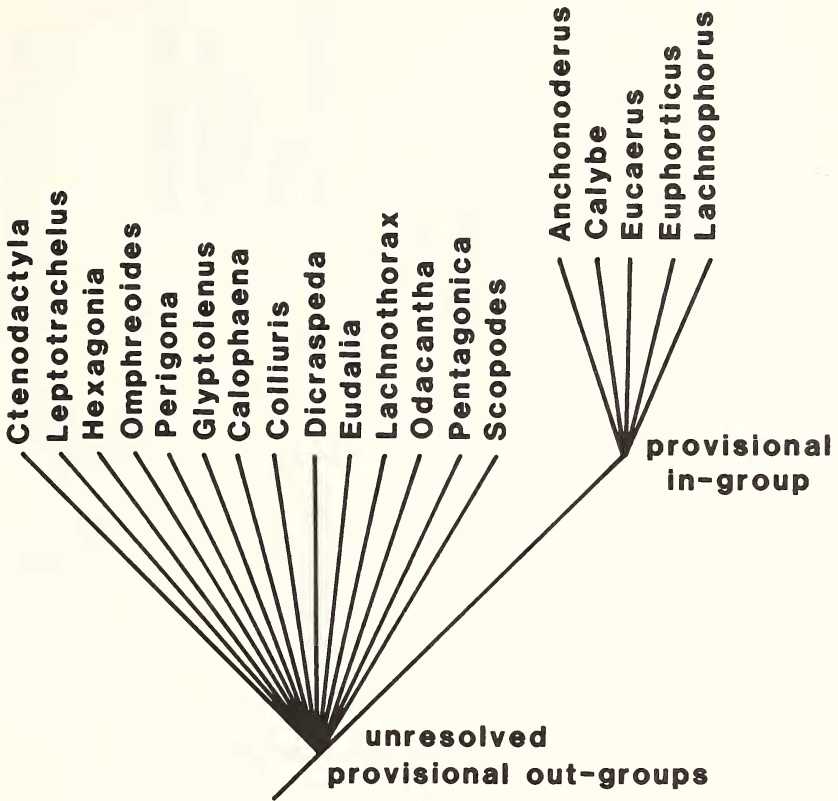 Ctenodactyla
Leptotrachelus
Hexagonia
Omphreoides
Perigona
Glyptolenus
Calophaena
Colliuris
Dicraspeda
Eudalia
Lachnothorax
Odacantha
Pentagonica
Scopodes
Anchonoderus
Calybe
Eucaerus
Euphorticus
Lachnophorus
provisional
in-group
unresolved
provisional out-groups